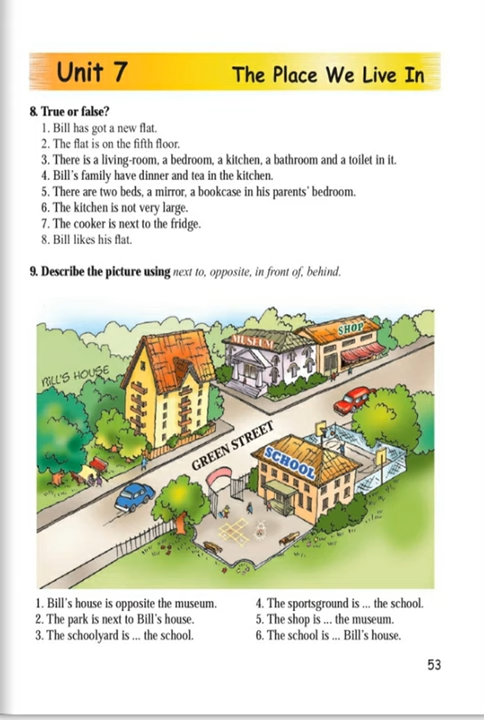 Unit 7 The Place We Live In
8. True or false?
1. Bill has got a new flat.
2. The flat is on the fifth floor.
3. There is a living-room, a bedroom, a kitchen, a bathroom and a toilet in it.
4. Bill's family have dinner and tea in the kitchen.
5. There are two beds, a mirror, a bookcase in his parents' bedroom.
6. The kitchen is not very large.
7. The cooker is next to the fridge.
8. Bill likes his flat.
9. Describe the picture using next to, opposite, in front of, behind.
SHOP
MUSEUM
BILL'S HOUSE
GREEN STREET
SCHOOL
1. Bill's house is opposite the museum.
2. The park is next to Bill's house.
3. The schoolyard is ... the school.
4. The sportsground is ... the school.
5. The shop is ... the museum.
6. The school is ... Bill's house.
53